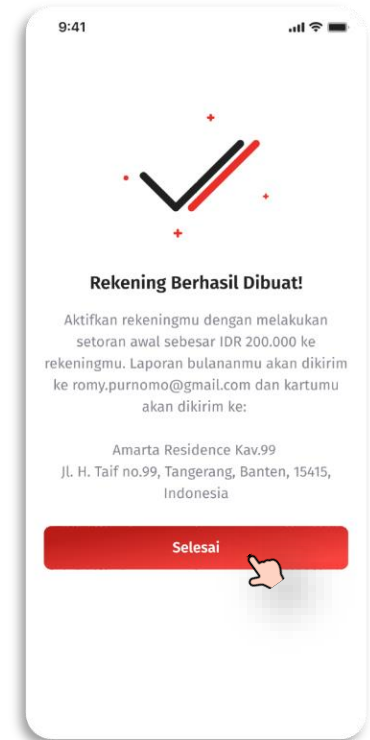 9:41
Rekening Berhasil Dibuat!
Aktifkan rekeningmu dengan melakukan
setoran awal sebesar IDR 200.000 ke
rekeningmu. Laporan bulananmu akan dikirim
ke romy.purnomo@gmail.com dan kartumu
akan dikirim ke:
Amarta Residence Kav.99
Jl. H. Taif no.99, Tangerang, Banten, 15415,
Indonesia
Selesai